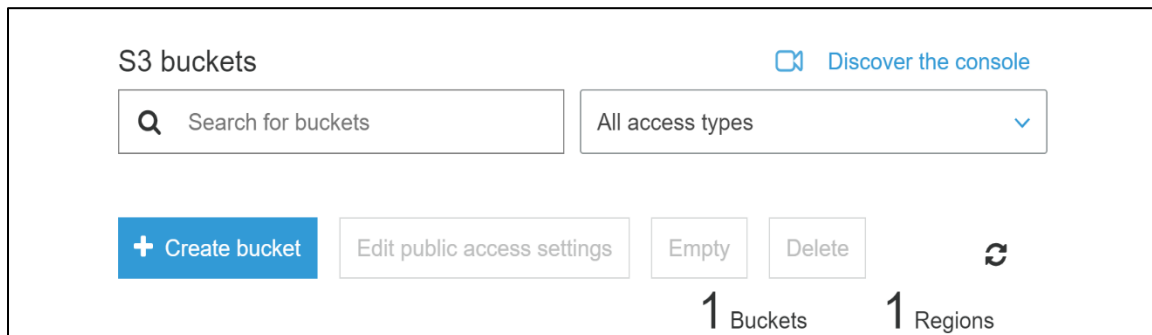 S3 buckets
Discover the console
Search for buckets
All access types
Create bucket
Edit public access settings
Empty
Delete
1 Buckets
1 Regions